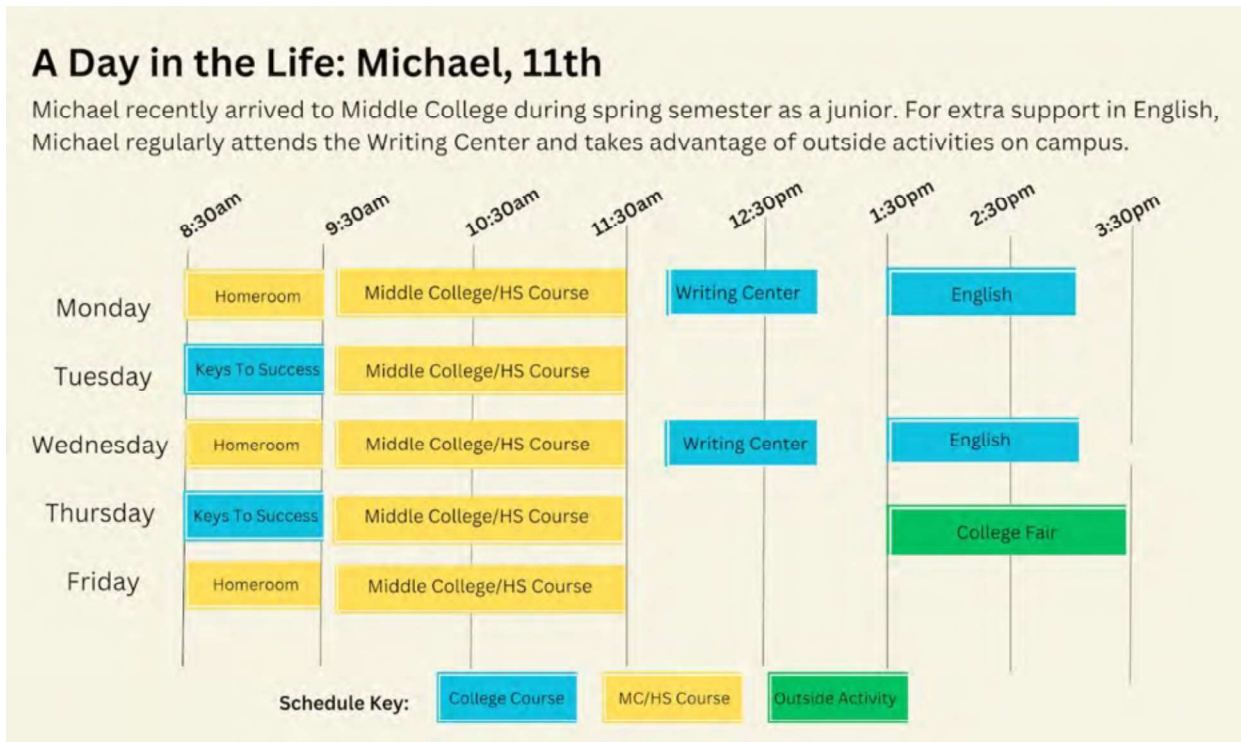 A Day in the Life: Michael, 11th
Michael recently arrived to Middle College during spring semester as a junior. For extra support in English,
Michael regularly attends the Writing Center and takes advantage of outside activities on campus.
8:30am 9:30am 10:30am 11:30am 12:30pm 1:30pm 2:30pm 3:30pm
Monday Homeroom Middle College/HS Course Writing Center English
Tuesday Keys To Success Middle College/HS Course
Wednesday Homeroom Middle College/HS Course Writing Center English
Thursday Keys To Success Middle College/HS Course College Fair
Friday Homeroom Middle College/HS Course
Schedule Key: College Course MC/HS Course Outside Activity